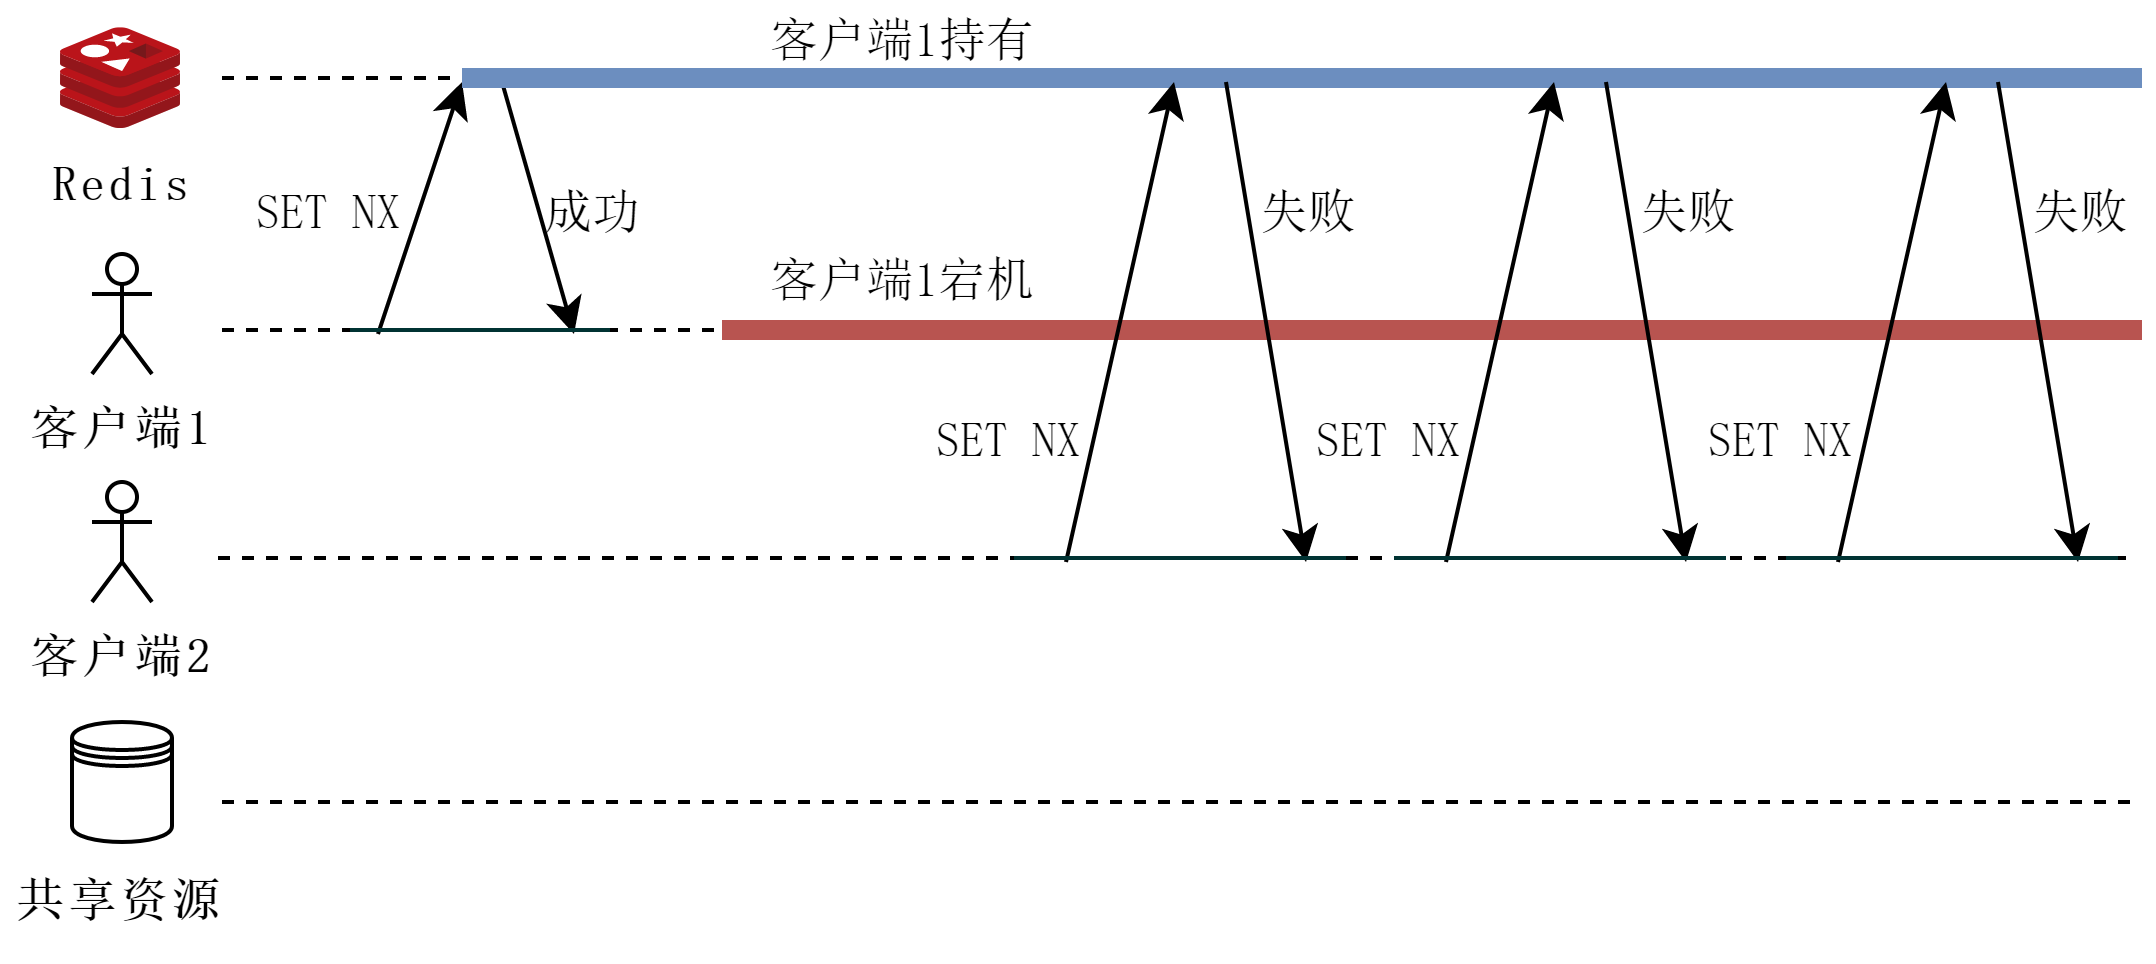 客户端1持有
Redis
SET NX
成功
失败
失败
失败
客户端1宕机
客户端1
SET NX
SET NX
SET NX
客户端2
共享资源